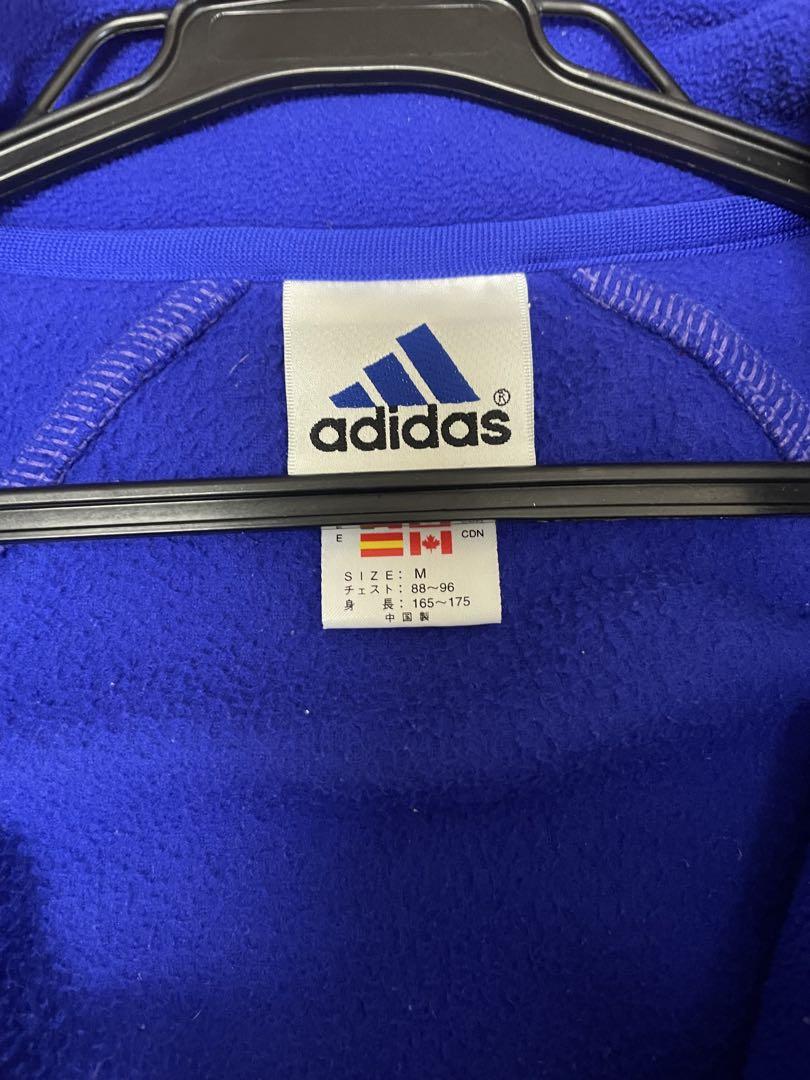 adidas®
E CDN
SIZE: M
チェスト: 88〜96
身 長: 165〜175
中国製